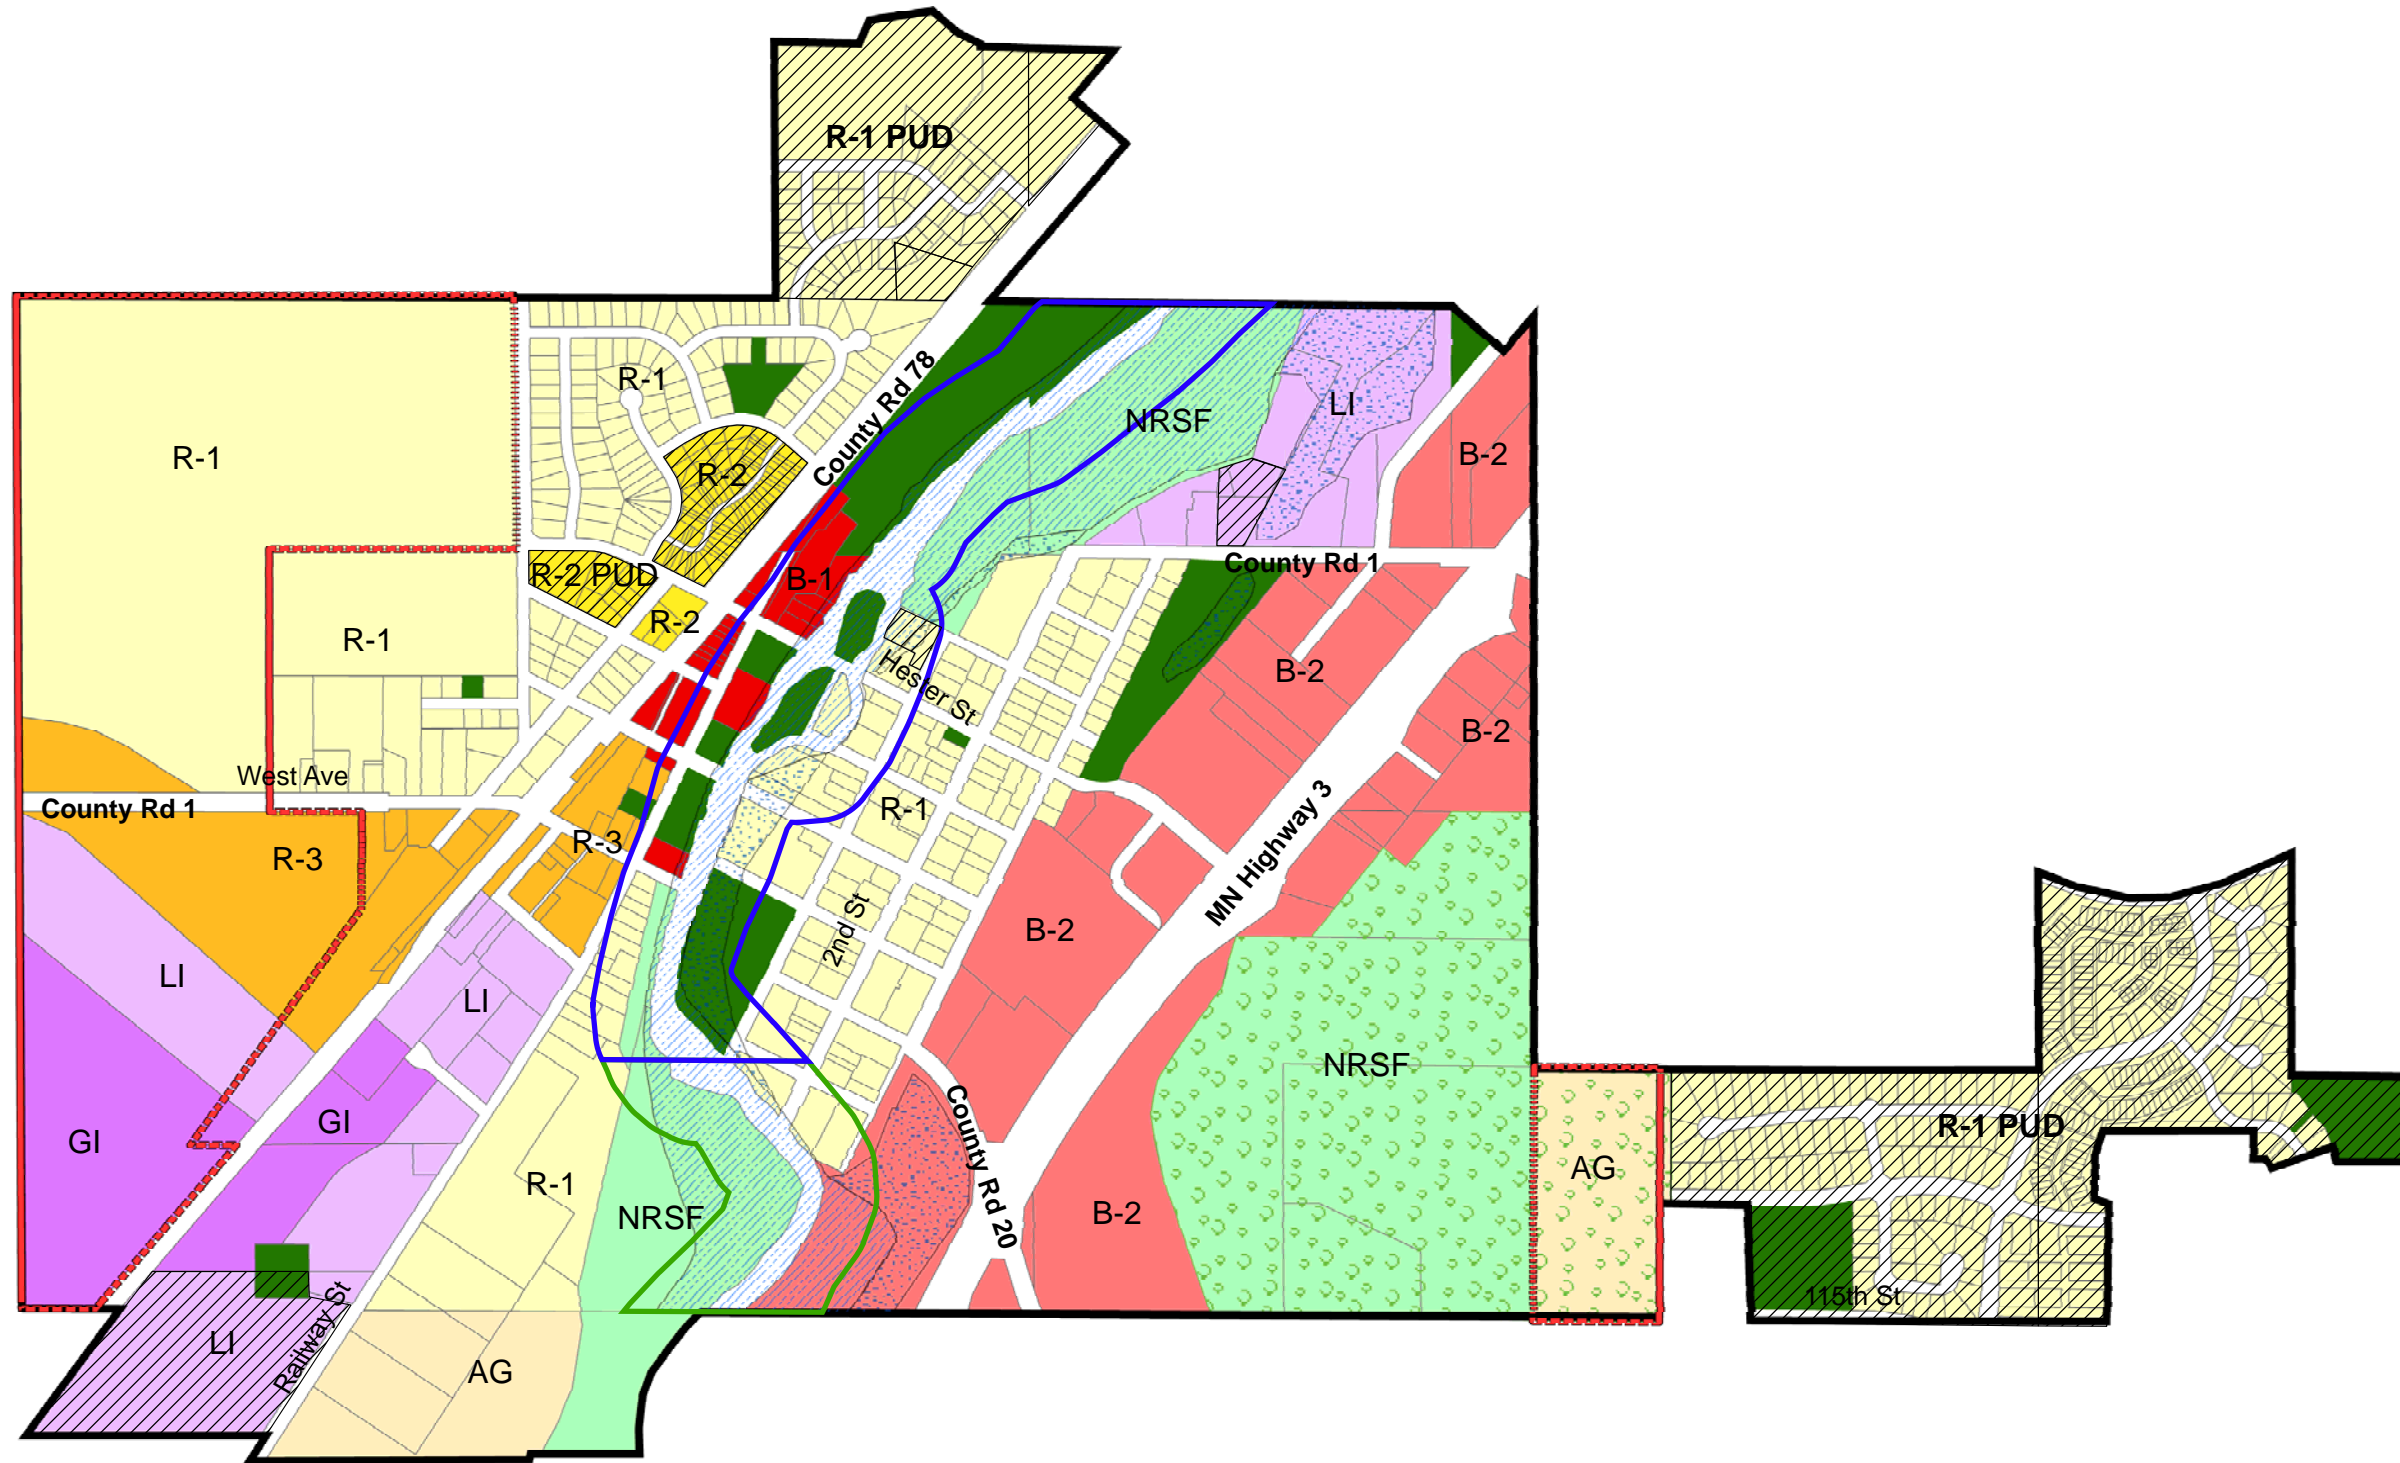 R-1 PUD
County Rd 78
R-1
NRSF
LI
R-1
B-2
R-2
County Rd 1
R-2 PUD
B-1
R-2
R-1
Hester St
B-2
B-2
West Ave
County Rd 1
R-1
MN Highway 3
R-3
R-3
2nd St
B-2
LI
LI
NRSF
GI
GI
County Rd 20
R-1 PUD
AG
R-1
NRSF
B-2
115th St
LI
Railway St
AG